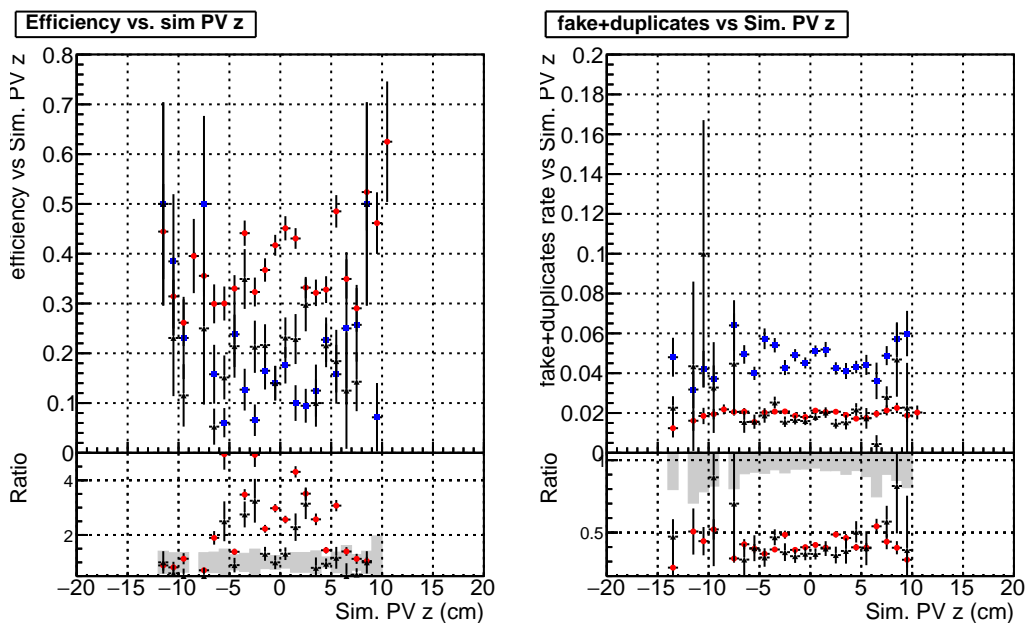 Efficiency vs. sim PV z
efficiency vs Sim. PV z
0.8
0.7
0.6
0.5
0.4
0.3
0.2
0.1
0
Ratio
4
2
−20 −15 −10 −5 0 5 10 15 20
Sim. PV z (cm)
fake+duplicates vs Sim. PV z
fake+duplicates rate vs Sim. PV z
0.2
0.18
0.16
0.14
0.12
0.1
0.08
0.06
0.04
0.02
0
Ratio
0.5
−20 −15 −10 −5 0 5 10 15 20
Sim. PV z (cm)